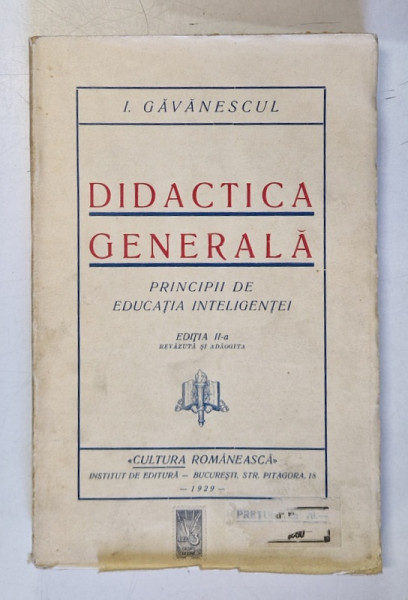 I. GĂVĂNESCUL
DIDACTICA
GENERALĂ
PRINCIPII DE
EDUCAȚIA INTELIGENȚEI
EDIȚIA II-a
REVĂZUTĂ ȘI ADĂOGITA
«CULTURA ROMÂNEASCĂ»
INSTITUT DE EDITURĂ — BUCUREȘTI, STR. PITAGORA, 18
— 1929 —